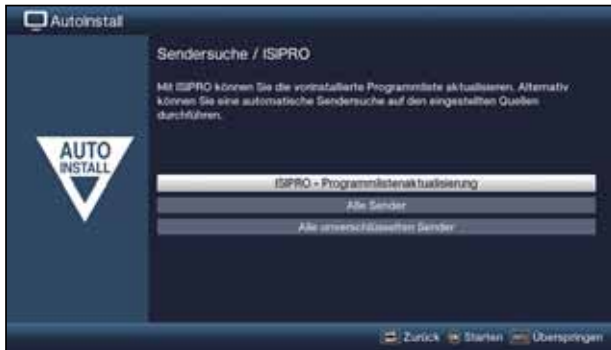 AutoInstall
Sendersuche / ISIPRO
Mit ISIPRO können Sie die vorinstallierte Programmliste aktualisieren. Alternativ
können Sie eine automatische Sendersuche auf den eingestellten Quellen
durchführen.
AUTO
INSTALL
ISIPRO - Programmlistenaktualisierung
Alle Sender
Alle unverschlüsselten Sender
Zurück OK Starten Überspringen